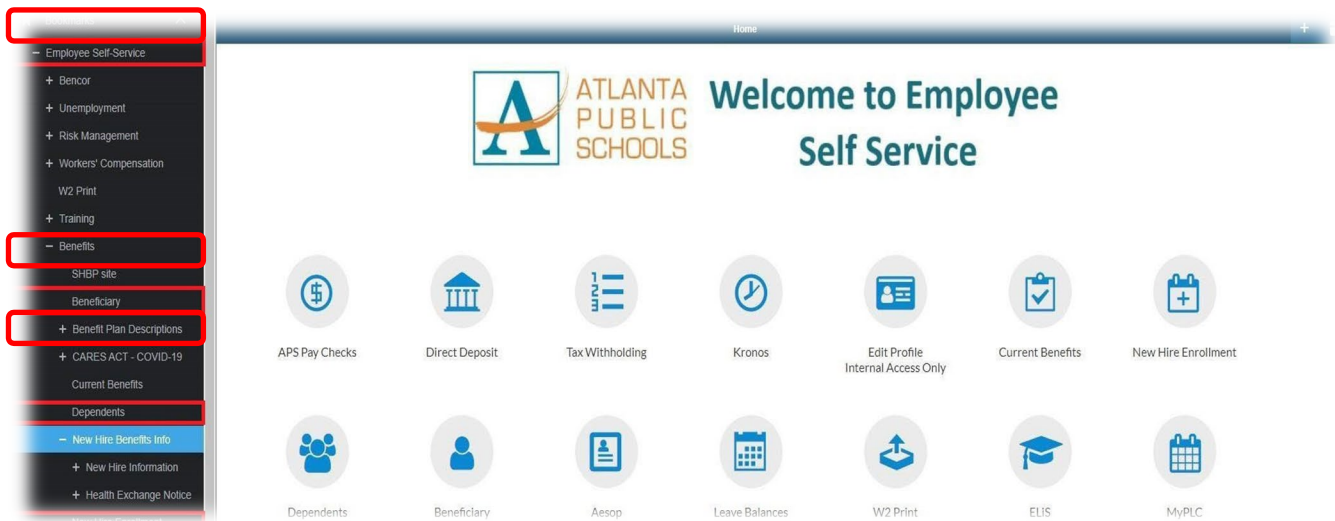 Home
Employee Self-Service
Bencor
Unemployment
Risk Management
Workers' Compensation
W2 Print
Training
Benefits
SHBP site
Beneficiary
Benefit Plan Descriptions
CARES ACT - COVID-19
Current Benefits
Dependents
New Hire Benefits Info
New Hire Information
Health Exchange Notice
New Hire Enrollment
ATLANTA
PUBLIC
SCHOOLS
Welcome to Employee
Self Service
APS Pay Checks
Direct Deposit
Tax Withholding
Kronos
Edit Profile
Internal Access Only
Current Benefits
New Hire Enrollment
Dependents
Beneficiary
Aesop
Leave Balances
W2 Print
ELiS
MyPLC